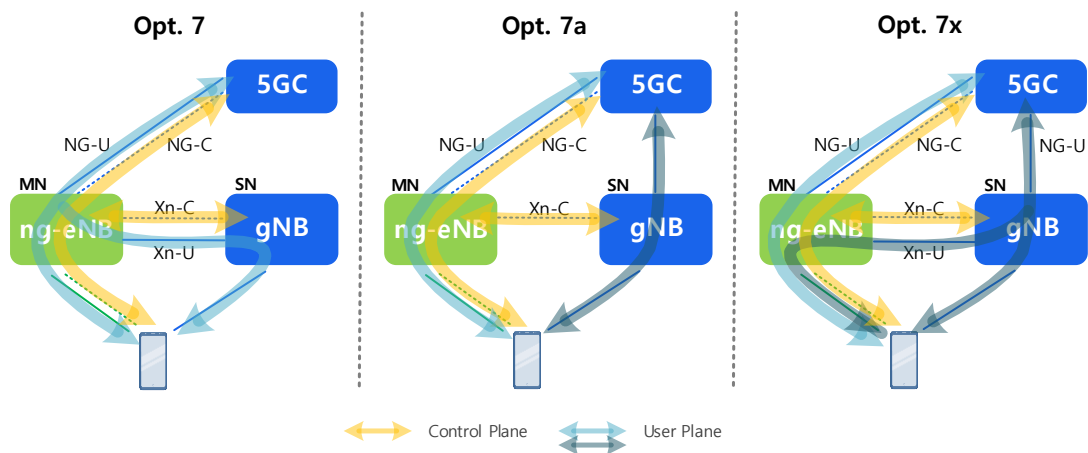 Opt. 7
5GC
NG-U
NG-C
MN
SN
ng-eNB
Xn-C
gNB
Xn-U
Opt. 7a
5GC
NG-U
NG-C
MN
SN
ng-eNB
Xn-C
gNB
Opt. 7x
5GC
NG-U
NG-C
NG-U
MN
SN
ng-eNB
Xn-C
gNB
Xn-U
Control Plane
User Plane